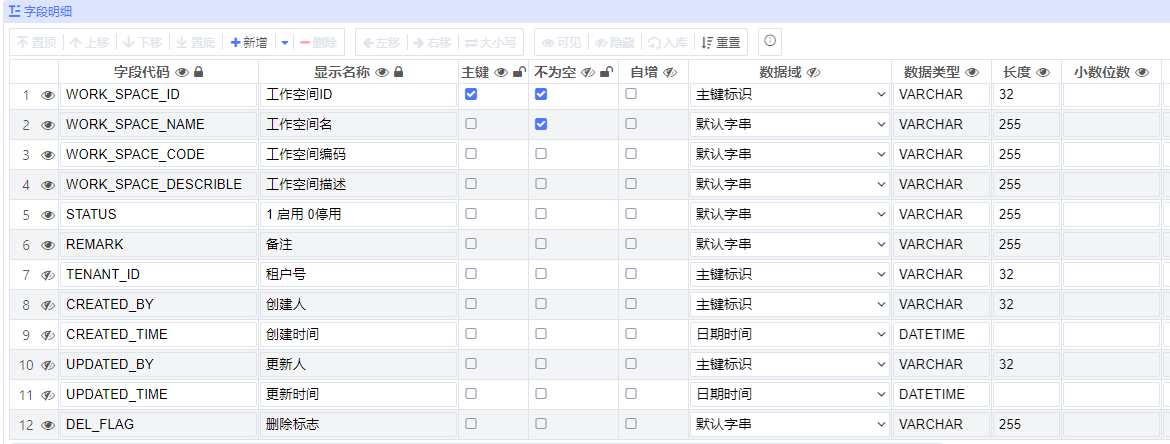 字段明细
置顶 上移 下移 置底 新增 删除 左移 右移 大小写 可见 隐藏 入库 重置
字段代码 显示名称 主键 不为空 自增 数据域 数据类型 长度 小数位数
1 WORK_SPACE_ID 工作空间ID 主键标识 VARCHAR 32
2 WORK_SPACE_NAME 工作空间名 默认字串 VARCHAR 255
3 WORK_SPACE_CODE 工作空间编码 默认字串 VARCHAR 255
4 WORK_SPACE_DESCRIBLE 工作空间描述 默认字串 VARCHAR 255
5 STATUS 1 启用 0停用 默认字串 VARCHAR 255
6 REMARK 备注 默认字串 VARCHAR 255
7 TENANT_ID 租户号 主键标识 VARCHAR 32
8 CREATED_BY 创建人 主键标识 VARCHAR 32
9 CREATED_TIME 创建时间 日期时间 DATETIME
10 UPDATED_BY 更新人 主键标识 VARCHAR 32
11 UPDATED_TIME 更新时间 日期时间 DATETIME
12 DEL_FLAG 删除标志 默认字串 VARCHAR 255